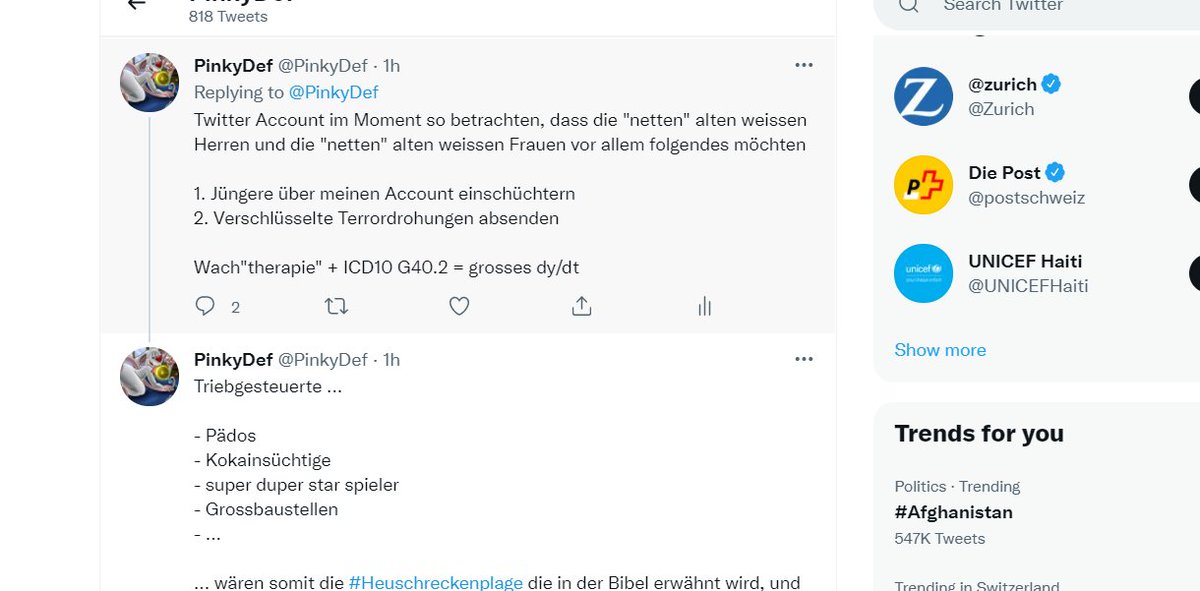 818 Tweets
Search Twitter
PinkyDef @PinkyDef · 1h
Replying to @PinkyDef
Twitter Account im Moment so betrachten, dass die "netten" alten weissen
Herren und die "netten" alten weissen Frauen vor allem folgendes möchten
1. Jüngere über meinen Account einschüchtern
2. Verschlüsselte Terrordrohungen absenden
Wach"therapie" + ICD10 G40.2 = grosses dy/dt
2
PinkyDef @PinkyDef · 1h
Triebgesteuerte ...
- Pädos
- Kokainsüchtige
- super duper star spieler
- Grossbaustellen
- ...
... wären somit die #Heuschreckenplage die in der Bibel erwähnt wird, und
@zurich
@Zurich
Die Post
@postschweiz
unicef
UNICEF Haiti
@UNICEFHaiti
Show more
Trends for you
Politics · Trending
#Afghanistan
547K Tweets
Trending in Switzerland